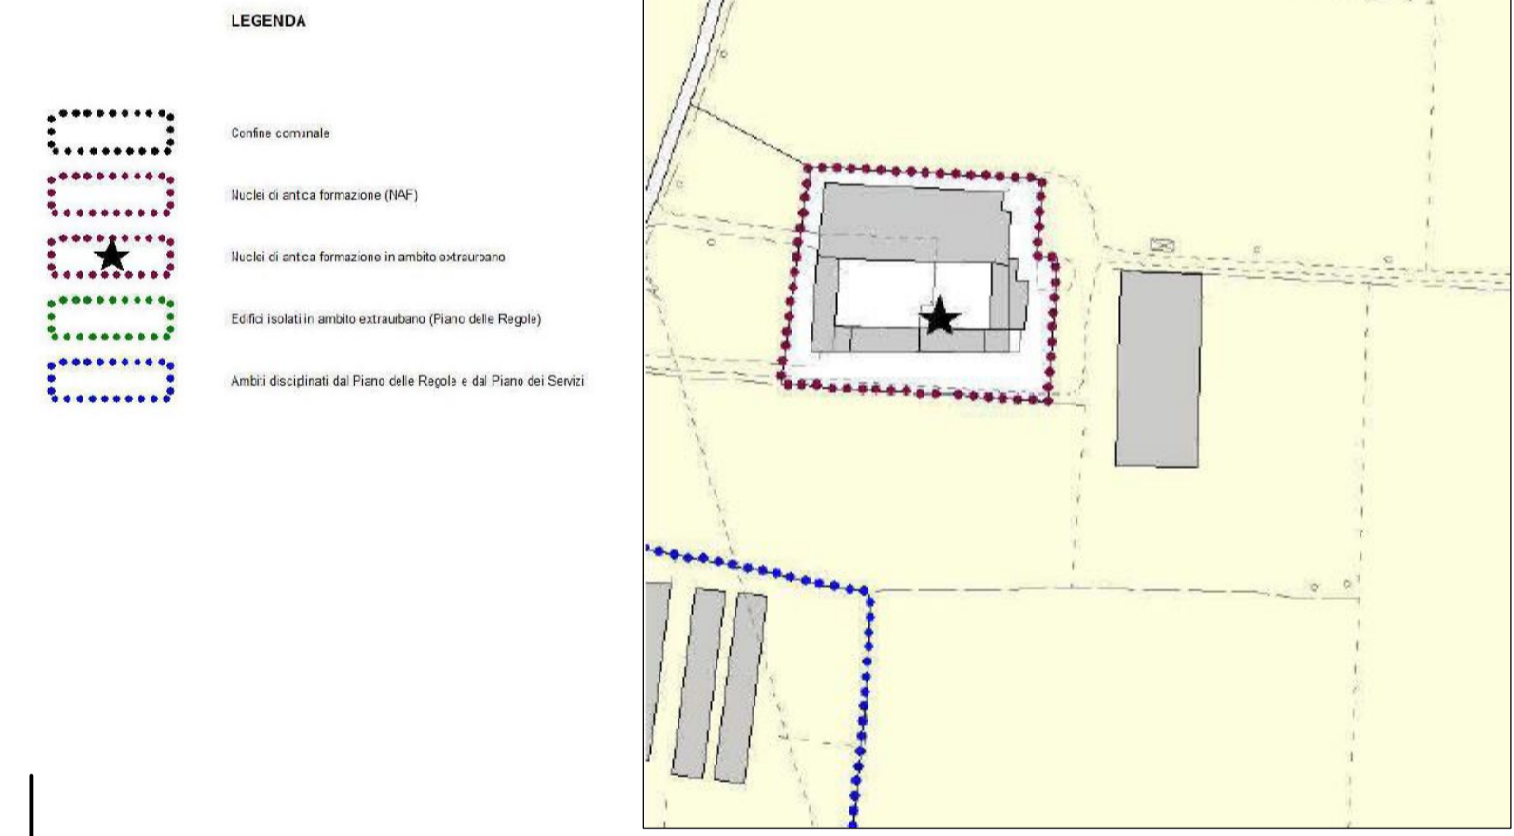 LEGENDA
Confine comunale
Nuclei di antica formazione (NAF)
Nuclei di antica formazione in ambito extraurbano
Edifici isolati in ambito extraurbano (Piano delle Regole)
Ambiti disciplinati dal Piano delle Regole e dal Piano dei Servizi